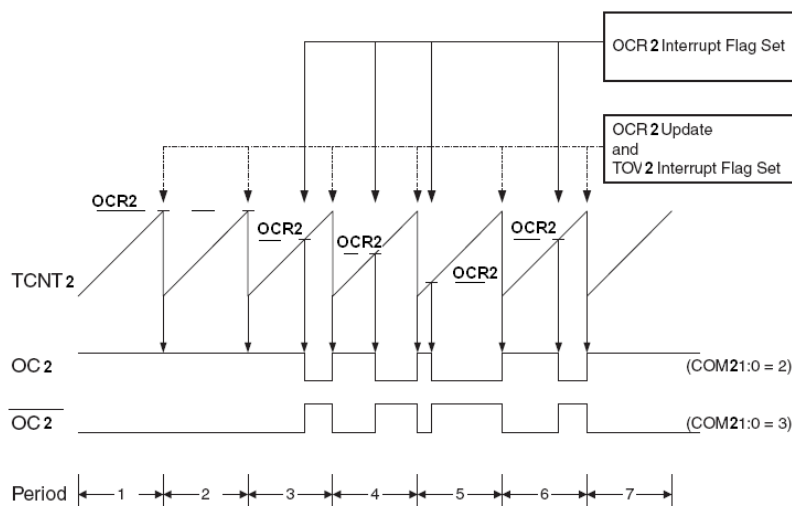 OCR2 Interrupt Flag Set
OCR2 Update
and
TOV2 Interrupt Flag Set
OCR2
OCR2
OCR2
OCR2
OCR2
TCNT2
OC2
(COM21:0 = 2)
OC2
(COM21:0 = 3)
Period 1 2 3 4 5 6 7